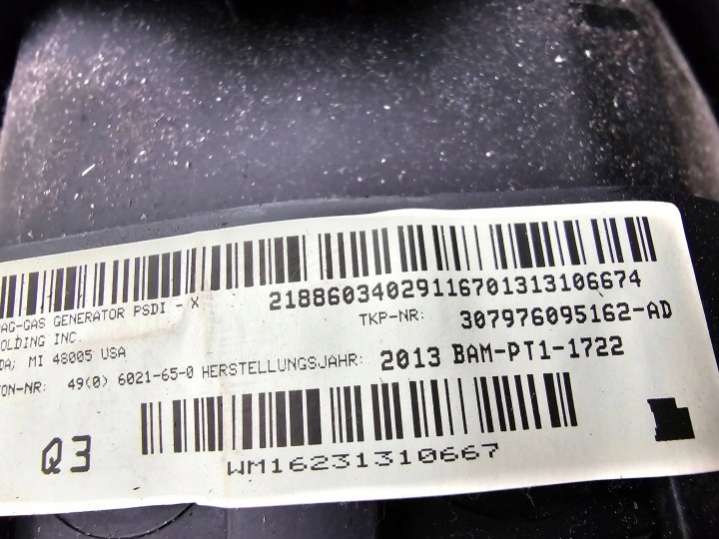 21886034029116701313106674
AG-GAS GENERATOR PSDI - X
TKP-NR: 307976095162-AD
OLDING INC.
DA; MI 48005 USA
ON-NR: 49(0) 6021-65-0 HERSTELLUNGSJAHR: 2013 BAM-PT1-1722
Q3
WM16231310667